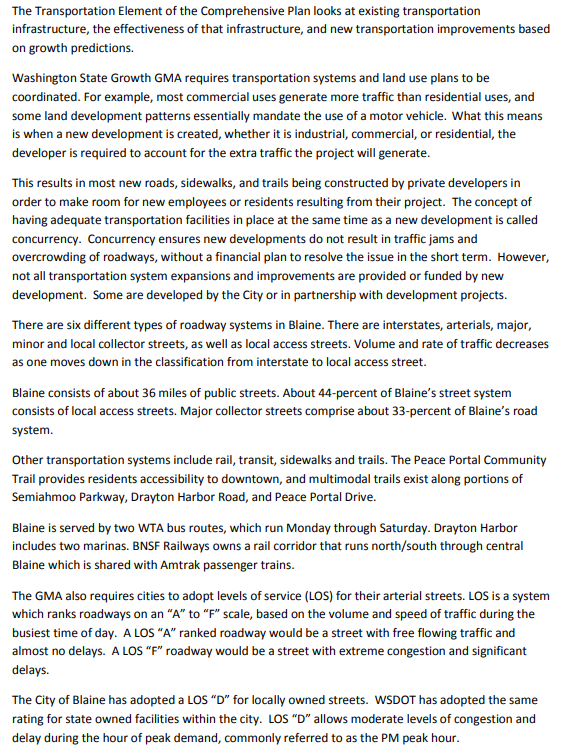 The Transportation Element of the Comprehensive Plan looks at existing transportation
infrastructure, the effectiveness of that infrastructure, and new transportation improvements based
on growth predictions.
Washington State Growth GMA requires transportation systems and land use plans to be
coordinated. For example, most commercial uses generate more traffic than residential uses, and
some land development patterns essentially mandate the use of a motor vehicle. What this means
is when a new development is created, whether it is industrial, commercial, or residential, the
developer is required to account for the extra traffic the project will generate.
This results in most new roads, sidewalks, and trails being constructed by private developers in
order to make room for new employees or residents resulting from their project. The concept of
having adequate transportation facilities in place at the same time as a new development is called
concurrency. Concurrency ensures new developments do not result in traffic jams and
overcrowding of roadways, without a financial plan to resolve the issue in the short term. However,
not all transportation system expansions and improvements are provided or funded by new
development. Some are developed by the City or in partnership with development projects.
There are six different types of roadway systems in Blaine. There are interstates, arterials, major,
minor and local collector streets, as well as local access streets. Volume and rate of traffic decreases
as one moves down in the classification from interstate to local access street.
Blaine consists of about 36 miles of public streets. About 44-percent of Blaine's street system
consists of local access streets. Major collector streets comprise about 33-percent of Blaine's road
system.
Other transportation systems include rail, transit, sidewalks and trails. The Peace Portal Community
Trail provides residents accessibility to downtown, and multimodal trails exist along portions of
Semiahmoo Parkway, Drayton Harbor Road, and Peace Portal Drive.
Blaine is served by two WTA bus routes, which run Monday through Saturday. Drayton Harbor
includes two marinas. BNSF Railways owns a rail corridor that runs north/south through central
Blaine which is shared with Amtrak passenger trains.
The GMA also requires cities to adopt levels of service (LOS) for their arterial streets. LOS is a system
which ranks roadways on an “A” to “F” scale, based on the volume and speed of traffic during the
busiest time of day. A LOS “A” ranked roadway would be a street with free flowing traffic and
almost no delays. A LOS “F” roadway would be a street with extreme congestion and significant
delays.
The City of Blaine has adopted a LOS “D” for locally owned streets. WSDOT has adopted the same
rating for state owned facilities within the city. LOS “D” allows moderate levels of congestion and
delay during the hour of peak demand, commonly referred to as the PM peak hour.